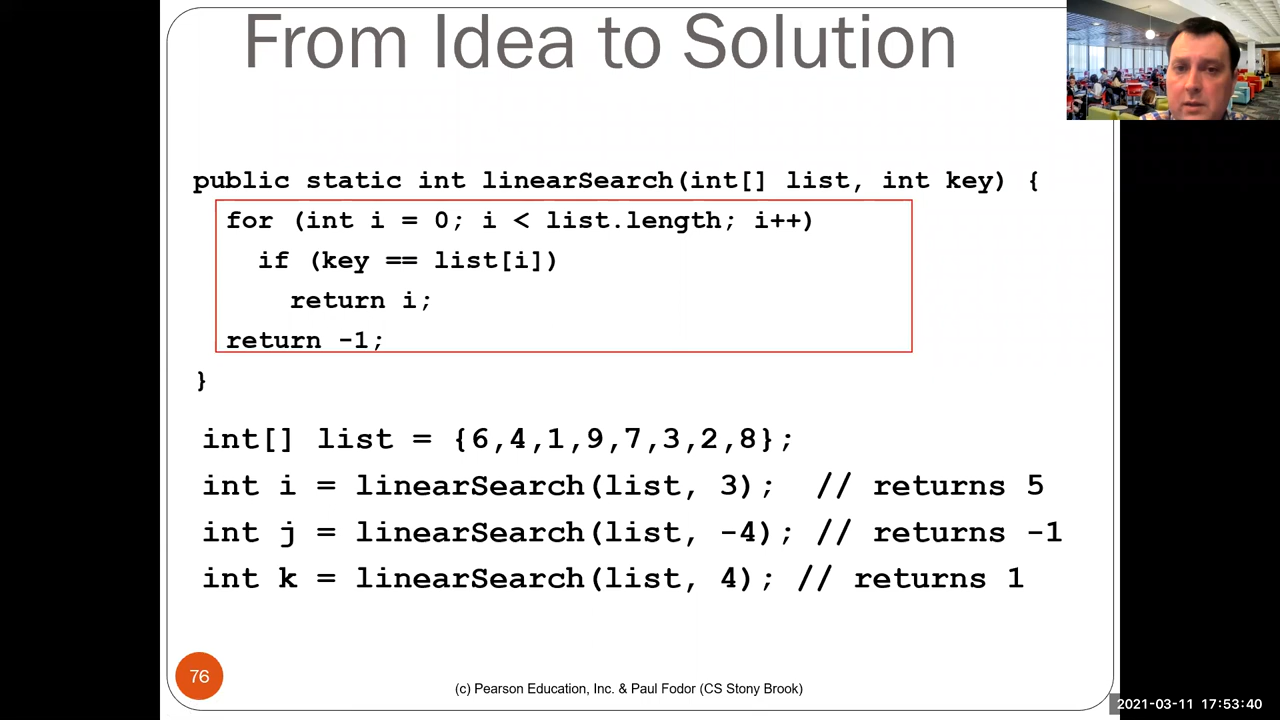 From Idea to Solution
public static int linearSearch(int[] list, int key) {
for (int i = 0; i < list.length; i++)
if (key == list[i])
return i;
return -1;
}
int[] list = {6,4,1,9,7,3,2,8};
int i = linearSearch(list, 3); // returns 5
int j = linearSearch(list, -4); // returns -1
int k = linearSearch(list, 4); // returns 1
76
(c) Pearson Education, Inc. & Paul Fodor (CS Stony Brook)
2021-03-11 17:53:40